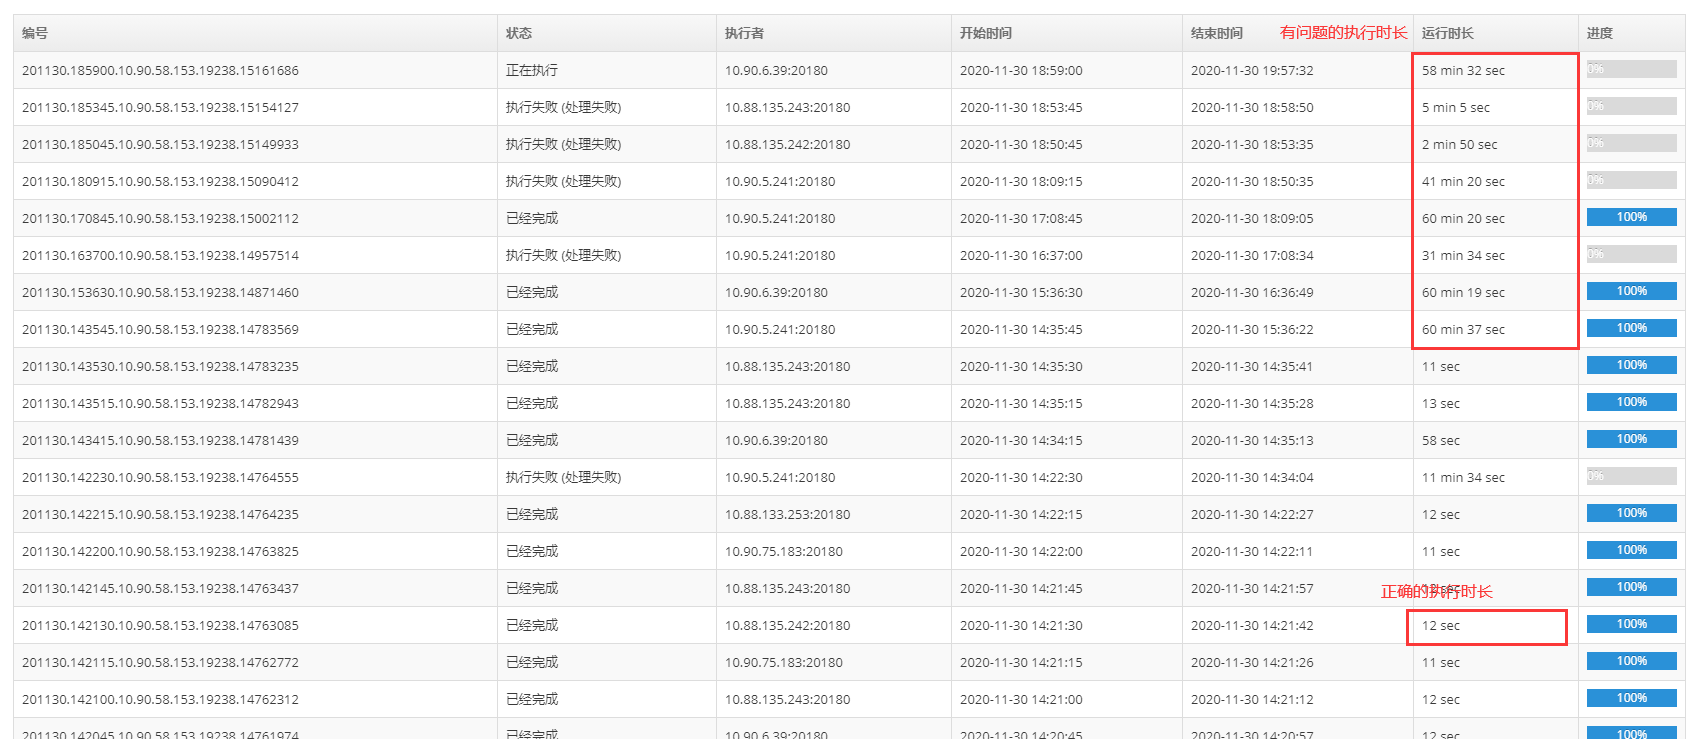 编号 状态 执行者 开始时间 结束时间 有问题的执行时长 运行时长 进度
201130.185900.10.90.58.153.19238.15161686 正在执行 10.90.6.39:20180 2020-11-30 18:59:00 2020-11-30 19:57:32 58 min 32 sec 0%
201130.185345.10.90.58.153.19238.15154127 执行失败 (处理失败) 10.88.135.243:20180 2020-11-30 18:53:45 2020-11-30 18:58:50 5 min 5 sec 0%
201130.185045.10.90.58.153.19238.15149933 执行失败 (处理失败) 10.88.135.242:20180 2020-11-30 18:50:45 2020-11-30 18:53:35 2 min 50 sec 0%
201130.180915.10.90.58.153.19238.15090412 执行失败 (处理失败) 10.90.5.241:20180 2020-11-30 18:09:15 2020-11-30 18:50:35 41 min 20 sec 0%
201130.170845.10.90.58.153.19238.15002112 已经完成 10.90.5.241:20180 2020-11-30 17:08:45 2020-11-30 18:09:05 60 min 20 sec 100%
201130.163700.10.90.58.153.19238.14957514 执行失败 (处理失败) 10.90.5.241:20180 2020-11-30 16:37:00 2020-11-30 17:08:34 31 min 34 sec 0%
201130.153630.10.90.58.153.19238.14871460 已经完成 10.90.6.39:20180 2020-11-30 15:36:30 2020-11-30 16:36:49 60 min 19 sec 100%
201130.143545.10.90.58.153.19238.14783569 已经完成 10.90.5.241:20180 2020-11-30 14:35:45 2020-11-30 15:36:22 60 min 37 sec 100%
201130.143530.10.90.58.153.19238.14783235 已经完成 10.88.135.243:20180 2020-11-30 14:35:30 2020-11-30 14:35:41 11 sec 100%
201130.143515.10.90.58.153.19238.14782943 已经完成 10.88.135.243:20180 2020-11-30 14:35:15 2020-11-30 14:35:28 13 sec 100%
201130.143415.10.90.58.153.19238.14781439 已经完成 10.90.6.39:20180 2020-11-30 14:34:15 2020-11-30 14:35:13 58 sec 100%
201130.142230.10.90.58.153.19238.14764555 执行失败 (处理失败) 10.90.5.241:20180 2020-11-30 14:22:30 2020-11-30 14:34:04 11 min 34 sec 0%
201130.142215.10.90.58.153.19238.14764235 已经完成 10.88.133.253:20180 2020-11-30 14:22:15 2020-11-30 14:22:27 12 sec 100%
201130.142200.10.90.58.153.19238.14763825 已经完成 10.90.75.183:20180 2020-11-30 14:22:00 2020-11-30 14:22:11 11 sec 100%
201130.142145.10.90.58.153.19238.14763437 已经完成 10.88.135.243:20180 2020-11-30 14:21:45 2020-11-30 14:21:57 100%
正确的执行时长
201130.142130.10.90.58.153.19238.14763085 已经完成 10.88.135.242:20180 2020-11-30 14:21:30 2020-11-30 14:21:42 12 sec 100%
201130.142115.10.90.58.153.19238.14762772 已经完成 10.90.75.183:20180 2020-11-30 14:21:15 2020-11-30 14:21:26 11 sec 100%
201130.142100.10.90.58.153.19238.14762312 已经完成 10.88.135.243:20180 2020-11-30 14:21:00 2020-11-30 14:21:12 12 sec 100%
201130.142045.10.90.58.153.19238.14761974 已经完成 10.90.6.39:20180 2020-11-30 14:20:45 2020-11-30 14:20:57 12 sec 100%